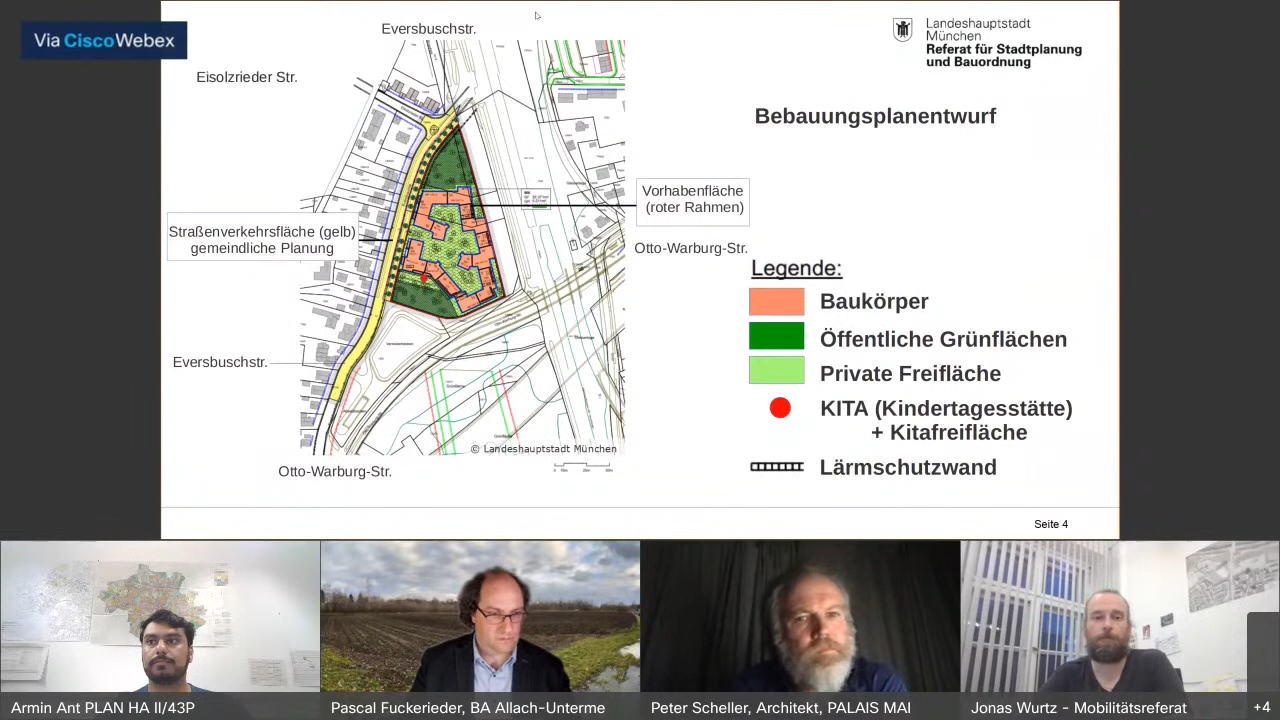 Via Cisco Webex
Eversbuschstr.
Eisolzrieder Str.
Landeshauptstadt
München
Referat für Stadtplanung
und Bauordnung
Bebauungsplanentwurf
Vorhabenfläche
(roter Rahmen)
Straßenverkehrsfläche (gelb)
gemeindliche Planung
Otto-Warburg-Str.
Legende:
Baukörper
Öffentliche Grünflächen
Private Freifläche
KITA (Kindertagesstätte)
+ Kitafreifläche
Lärmschutzwand
Eversbuschstr.
© Landeshauptstadt München
Otto-Warburg-Str.
Seite 4
Armin Ant PLAN HA II/43P
Pascal Fuckerieder, BA Allach-Unterme
Peter Scheller, Architekt, PALAIS MAI
Jonas Wurtz - Mobilitätsreferat
+4